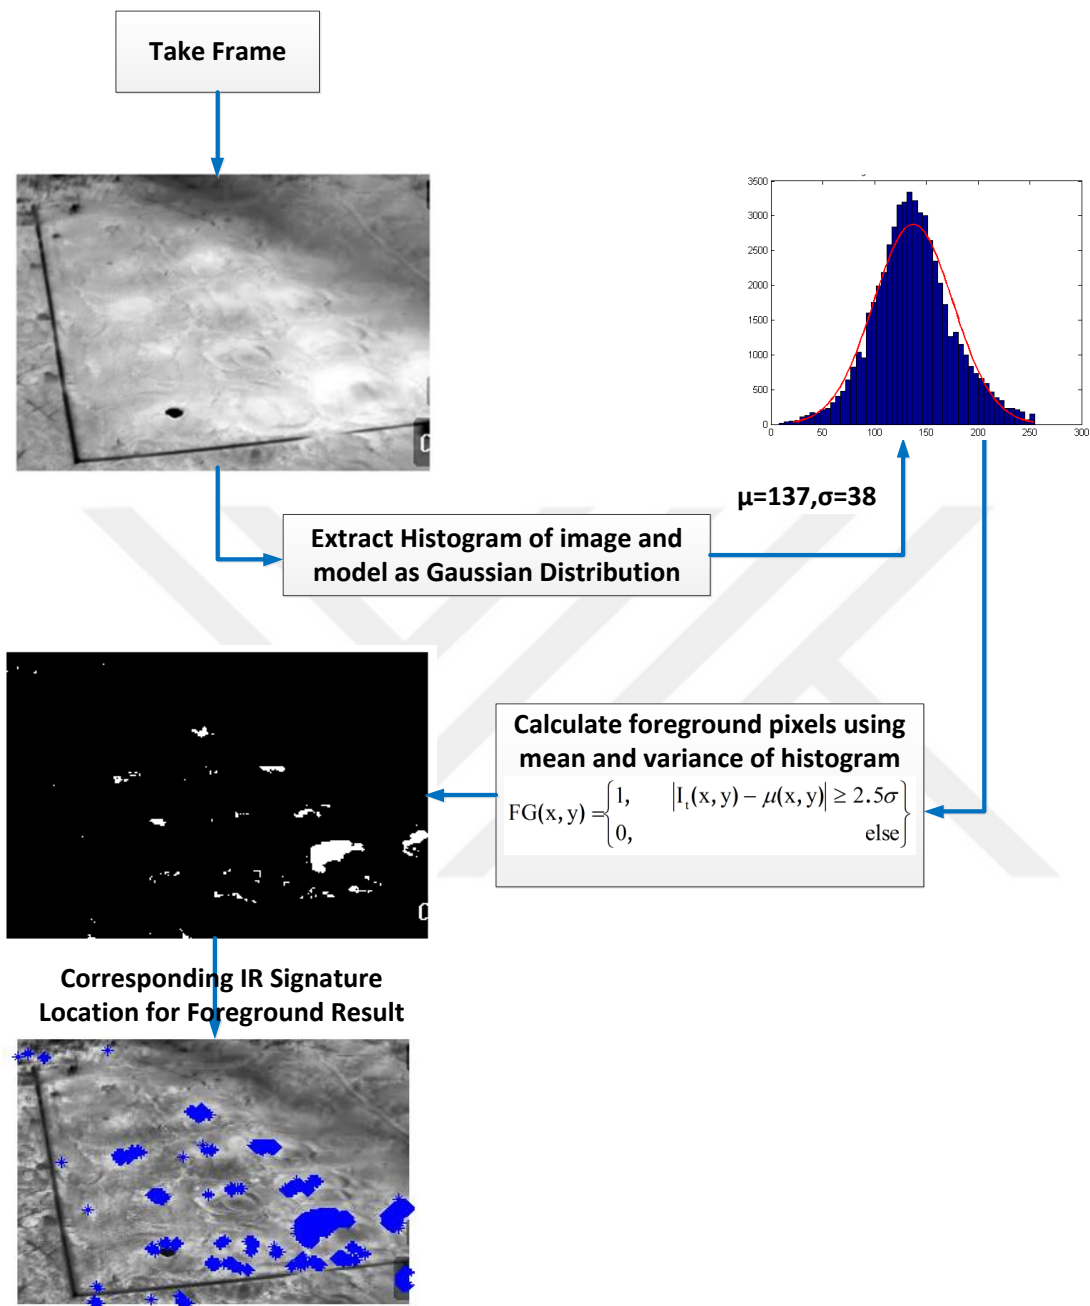 Take Frame
3500
3000
2500
2000
1500
1000
500
0
0 50 100 150 200 250 300
μ=137,σ=38
Extract Histogram of image and
model as Gaussian Distribution
Calculate foreground pixels using
mean and variance of histogram
FG(x, y) = { 1, |I_t(x, y) − μ(x, y)| ≥ 2.5σ
0, else }
Corresponding IR Signature
Location for Foreground Result